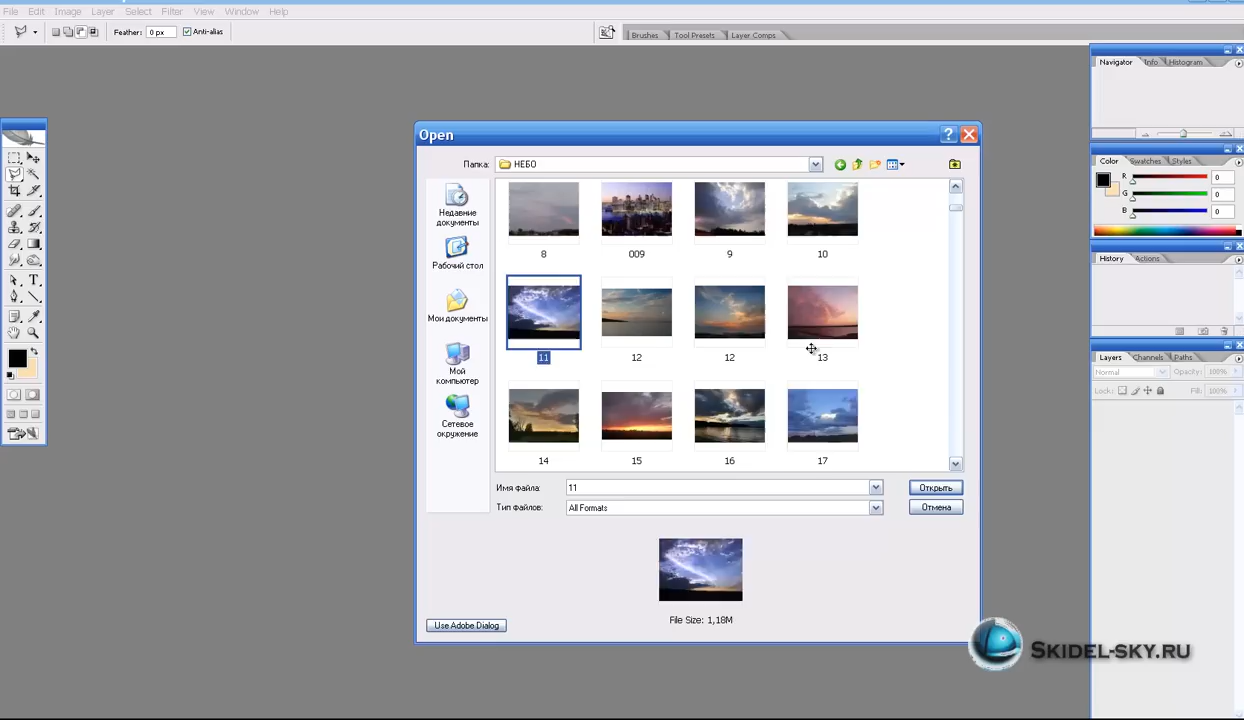 File Edit Image Layer Select Filter View Window Help
Feather: 0 px Anti-alias
Brushes Tool Presets Layer Comps
Navigator Info Histogram
Open
Папка: НЕБО
Недавние документы
Рабочий стол
Мои документы
Мой компьютер
Сетевое окружение
8 009 9 10
11 12 12 13
14 15 16 17
Имя файла: 11 Открыть
Тип файлов: All Formats Отмена
File Size: 1,18M
Use Adobe Dialog
Color Swatches Styles
R 0
G 0
B 0
History Actions
Layers Channels Paths
Normal Opacity: 100%
Lock: Fill: 100%
T
SKIDEL-SKY.RU